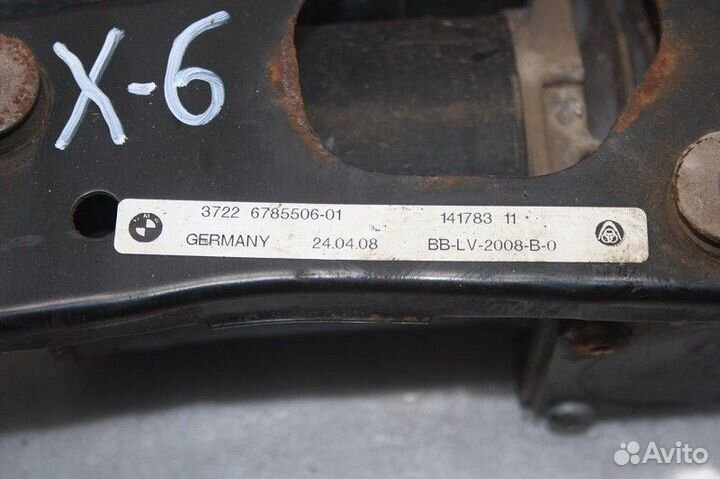 X-6
3722 6785506-01 141783 11
GERMANY 24.04.08 BB-LV-2008-B-0
Avito